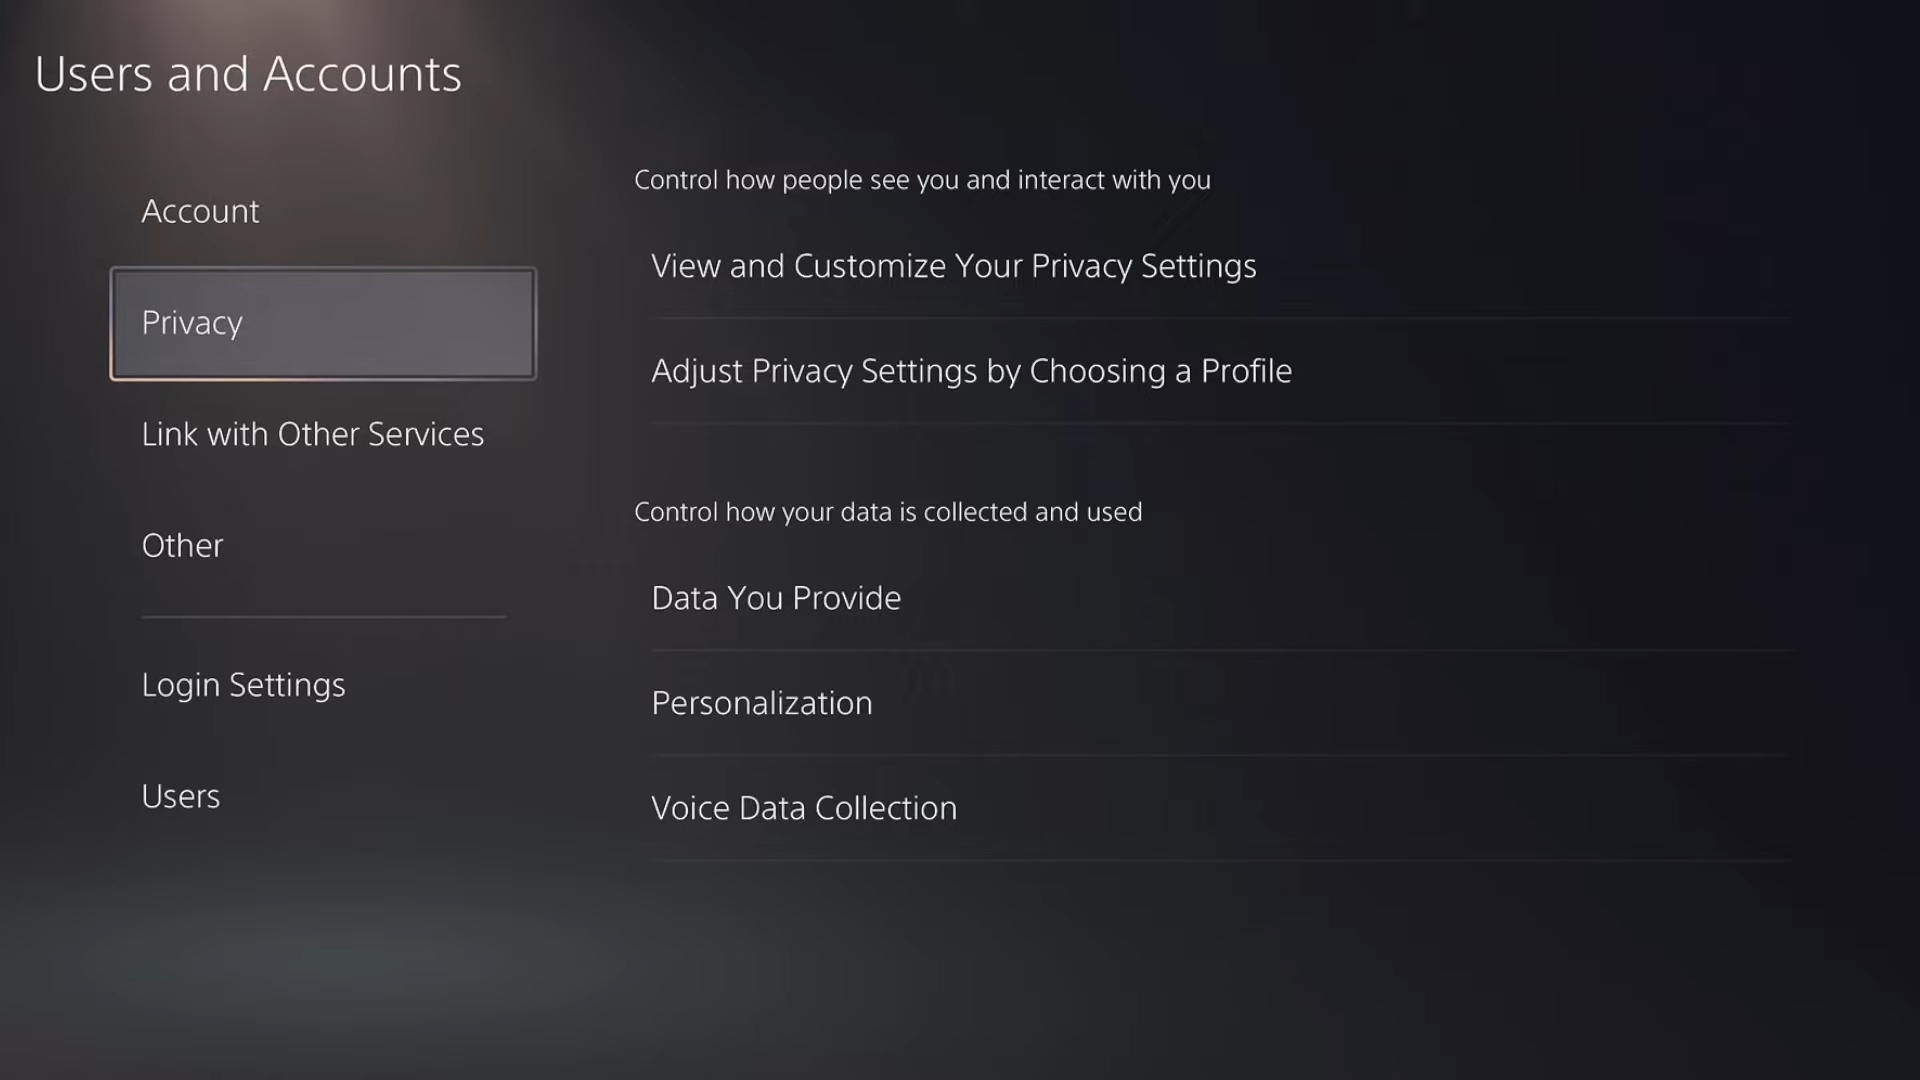 Users and Accounts
Account
Privacy
Link with Other Services
Other
Login Settings
Users
Control how people see you and interact with you
View and Customize Your Privacy Settings
Adjust Privacy Settings by Choosing a Profile
Control how your data is collected and used
Data You Provide
Personalization
Voice Data Collection